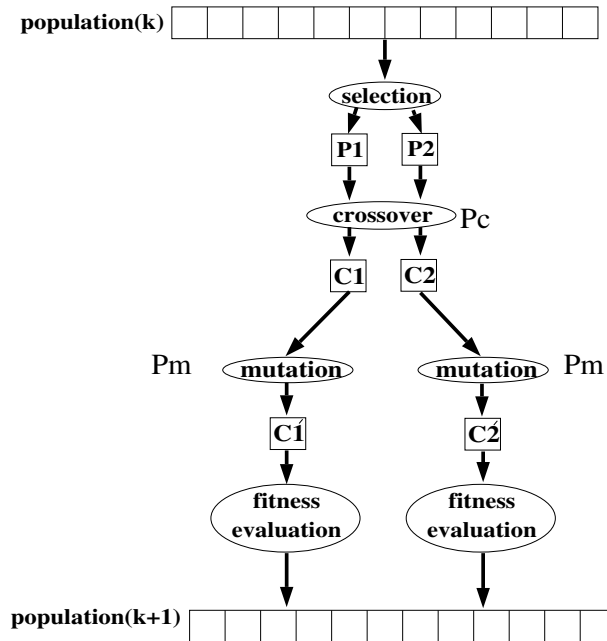 population(k)
selection
P1 P2
crossover Pc
C1 C2
Pm mutation mutation Pm
C1́ C2́
fitness fitness
evaluation evaluation
population(k+1)